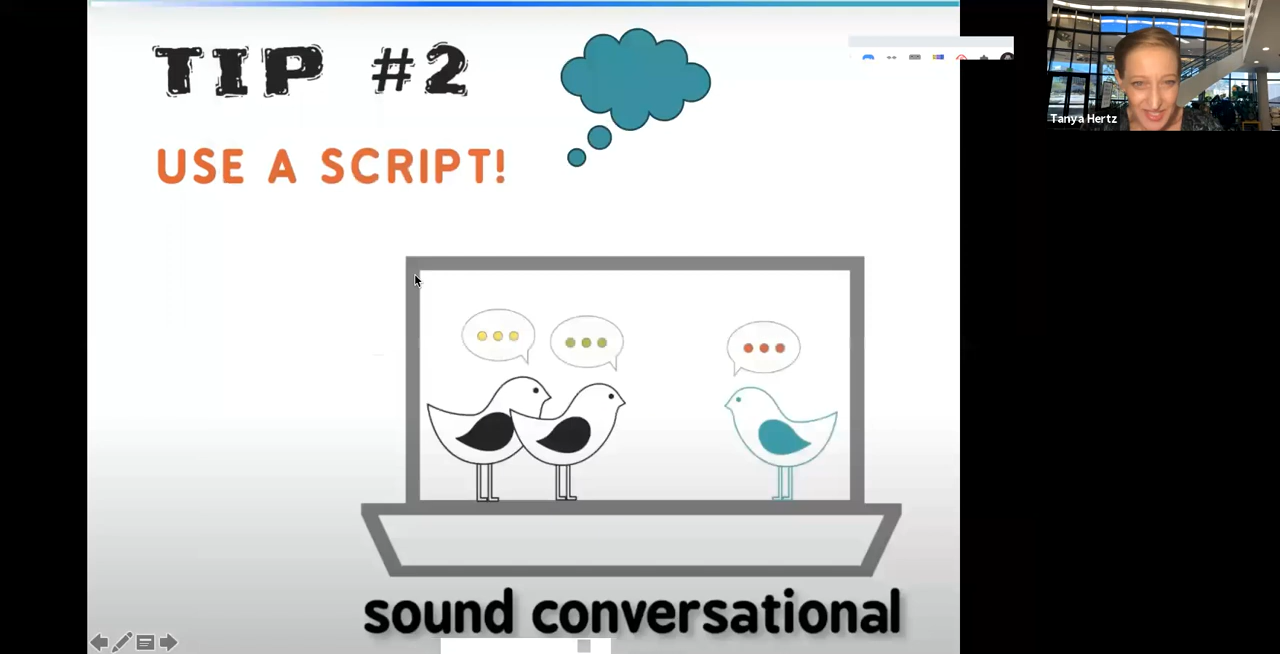 TIP #2
USE A SCRIPT!
Tanya Hertz
sound conversational